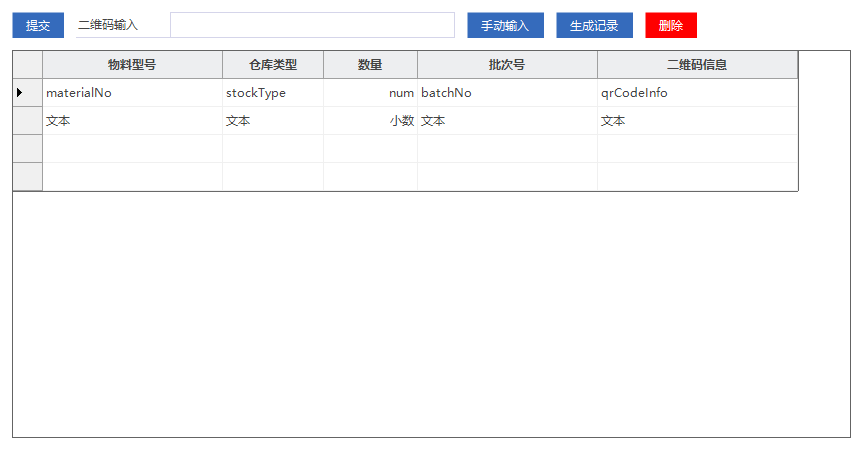 提交 二维码输入 手动输入 生成记录 删除
物料型号 仓库类型 数量 批次号 二维码信息
materialNo stockType num batchNo qrCodeInfo
文本 文本 小数 文本 文本